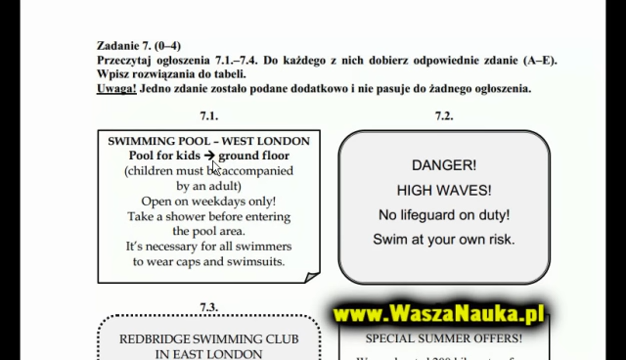 Zadanie 7. (0–4)
Przeczytaj ogłoszenia 7.1.–7.4. Do każdego z nich dobierz odpowiednie zdanie (A–E).
Wpisz rozwiązania do tabeli.
Uwaga! Jedno zdanie zostało podane dodatkowo i nie pasuje do żadnego ogłoszenia.
7.1.
SWIMMING POOL – WEST LONDON
Pool for kids → ground floor
(children must be accompanied
by an adult)
Open on weekdays only!
Take a shower before entering
the pool area.
It's necessary for all swimmers
to wear caps and swimsuits.
7.2.
DANGER!
HIGH WAVES!
No lifeguard on duty!
Swim at your own risk.
7.3.
REDBRIDGE SWIMMING CLUB
IN EAST LONDON
www.WaszaNauka.pl
SPECIAL SUMMER OFFERS!